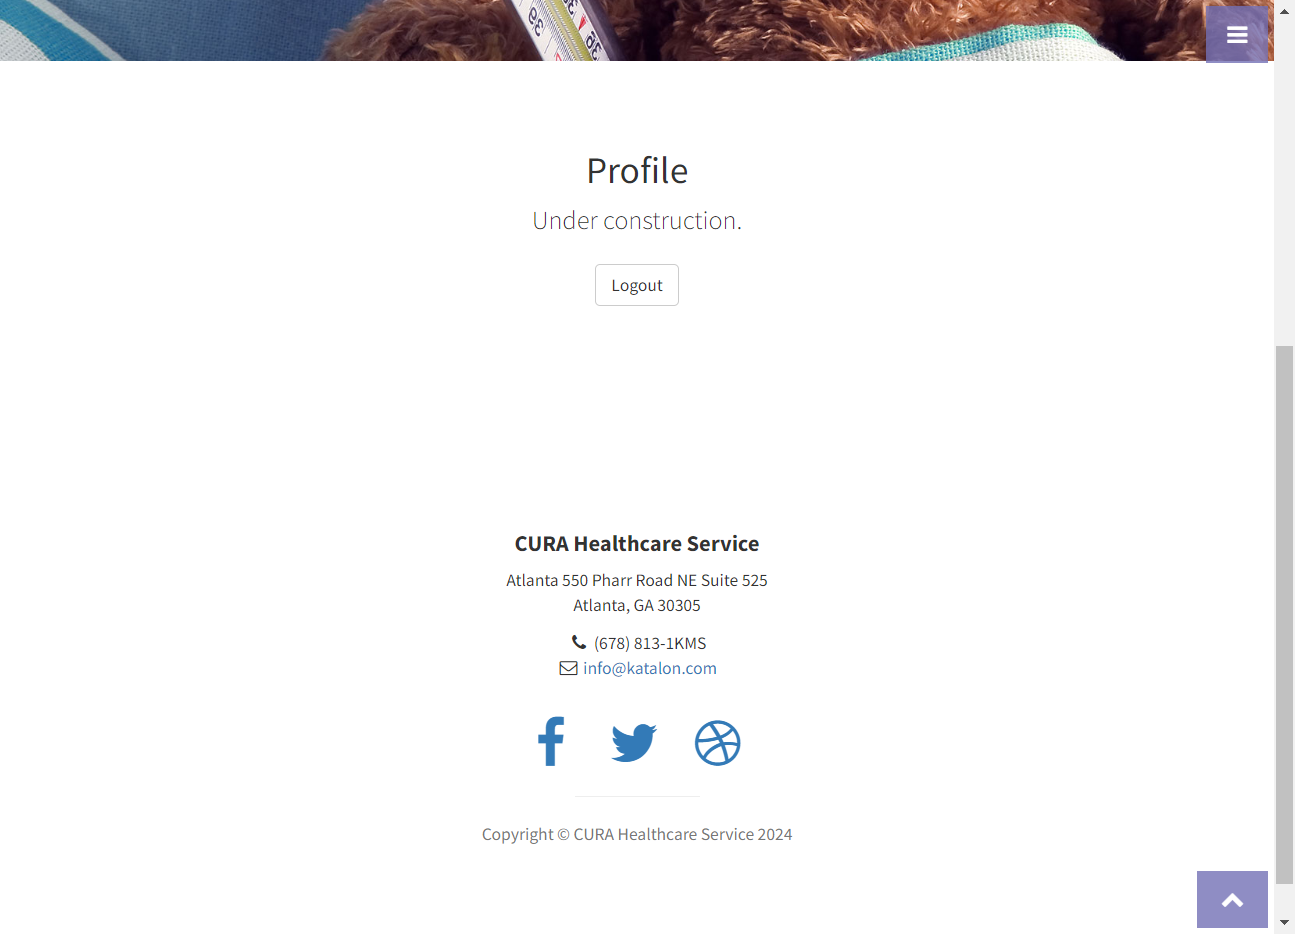 Profile
Under construction.
Logout
CURA Healthcare Service
Atlanta 550 Pharr Road NE Suite 525
Atlanta, GA 30305
(678) 813-1KMS
info@katalon.com
Copyright © CURA Healthcare Service 2024